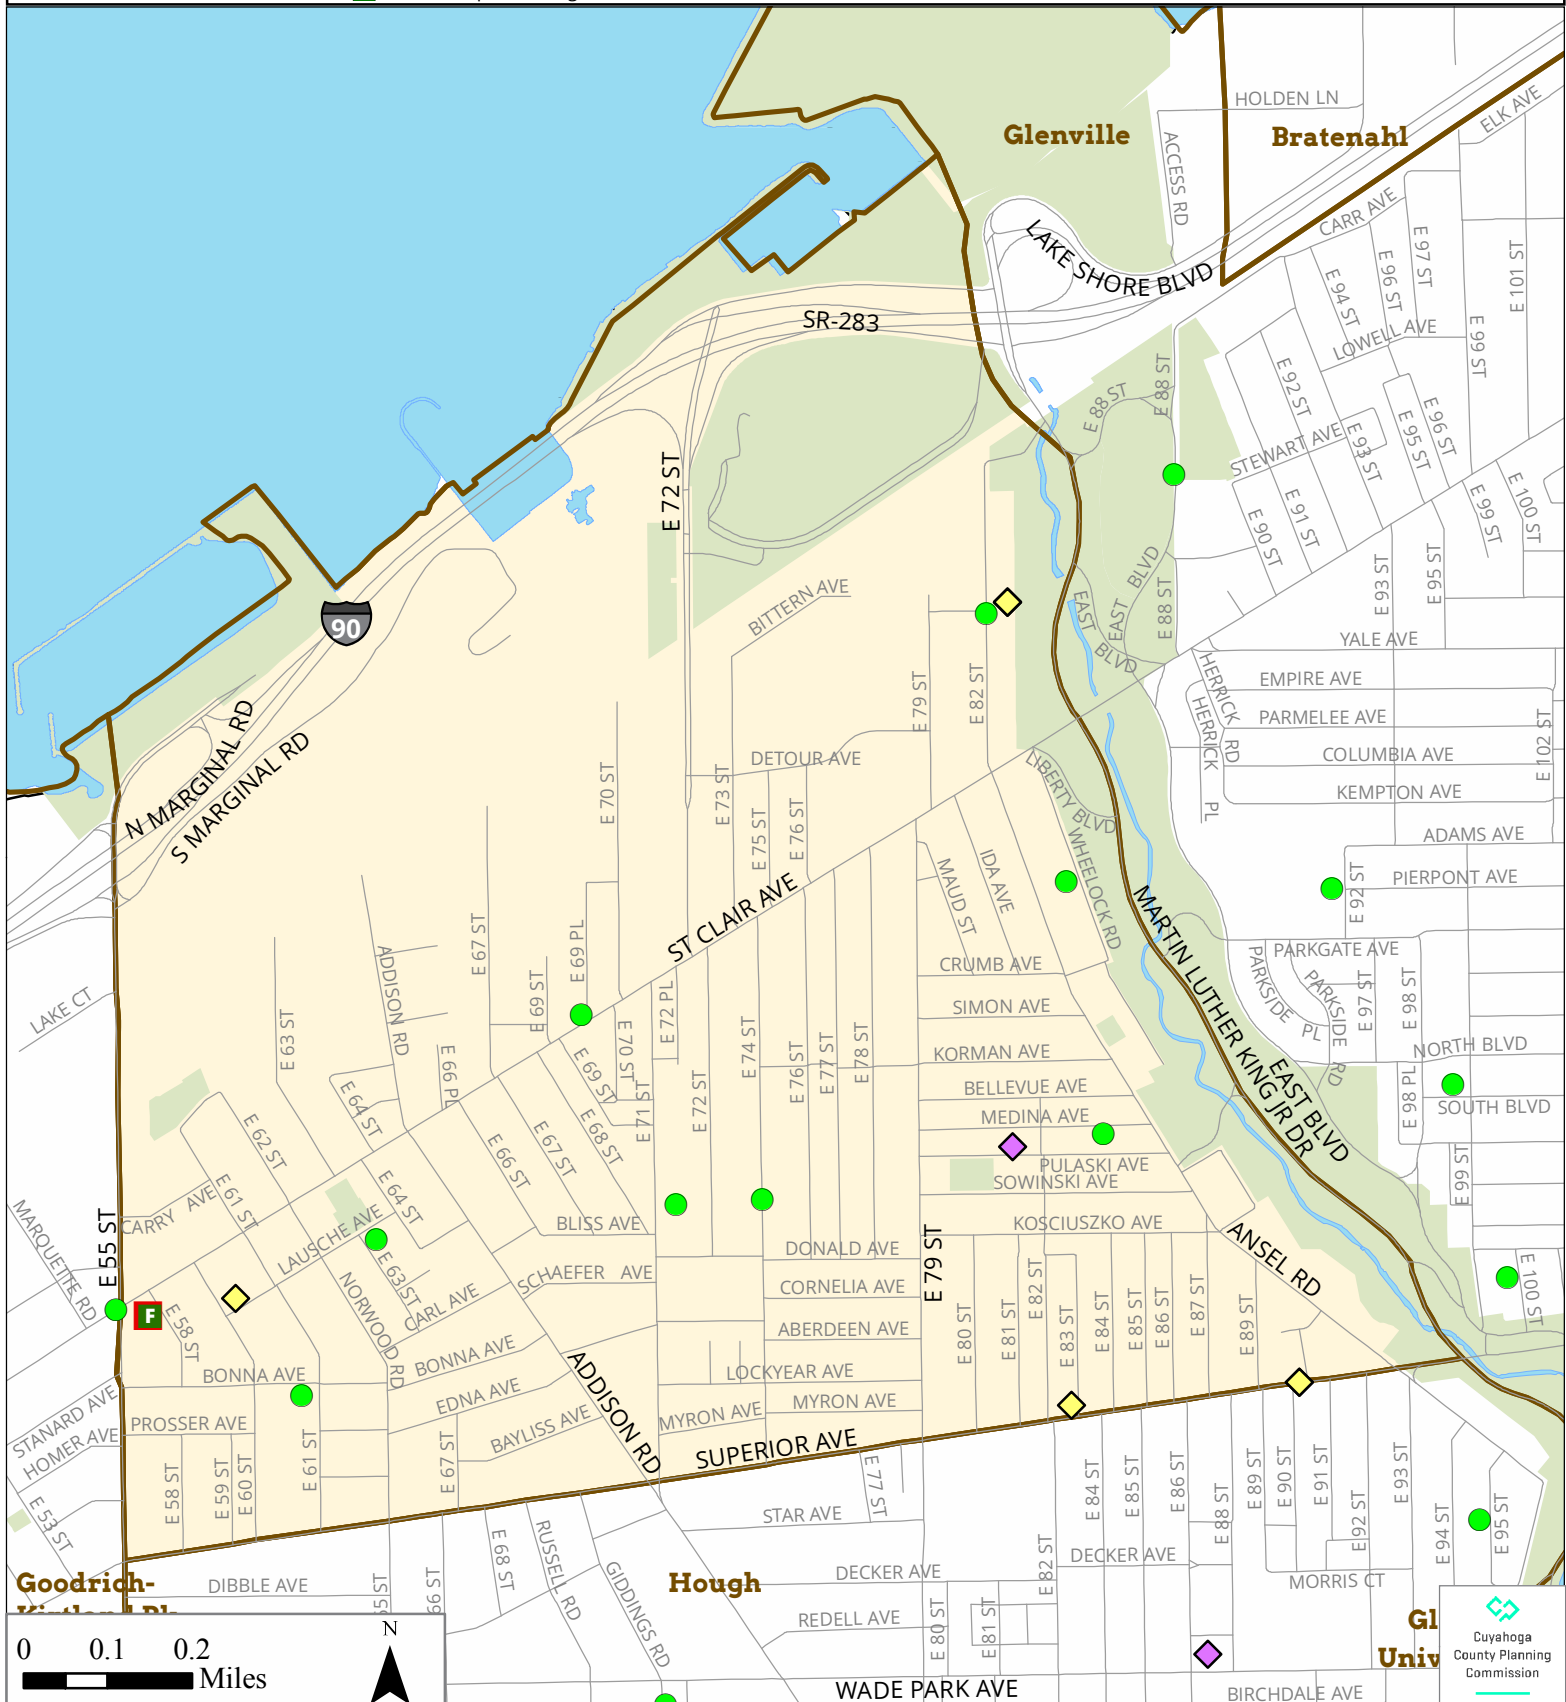 HOLDEN LN
ELK AVE
Glenville
Bratenahl
ACCESS RD
CARR AVE
LAKE SHORE BLVD
E 97 ST
E 96 ST
E 101 ST
E 94 ST
SR-283
LOWELL AVE
E 99 ST
E 88 ST
E 88 ST
E 92 ST
E 96 ST
E 95 ST
E 93 ST
STEWART AVE
E 72 ST
E 99 ST
E 100 ST
E 91 ST
E 90 ST
E 93 ST
E 95 ST
EAST BLVD
E 88 ST
BITTERN AVE
EAST BLVD
90
YALE AVE
HERRICK RD
EMPIRE AVE
E 79 ST
E 82 ST
HERRICK PL
PARMELEE AVE
E 102 ST
N MARGINAL RD
S MARGINAL RD
DETOUR AVE
COLUMBIA AVE
E 70 ST
E 73 ST
LIBERTY BLVD
KEMPTON AVE
E 75 ST
E 76 ST
ADAMS AVE
WHEELOCK RD
IDA AVE
MAUD ST
PIERPONT AVE
E 92 ST
ST CLAIR AVE
MARTIN LUTHER KING JR DR
E 67 ST
E 69 PL
ADDISON RD
CRUMB AVE
PARKGATE AVE
PARKSIDE PL
PARKSIDE RD
E 97 ST
E 98 ST
LAKE CT
E 69 ST
E 72 PL
SIMON AVE
E 63 ST
E 70 ST
E 74 ST
E 77 ST
E 78 ST
E 76 ST
KORMAN AVE
NORTH BLVD
E 66 PL
E 69 ST
E 71 ST
E 72 ST
BELLEVUE AVE
EAST BLVD
E 98 PL
SOUTH BLVD
E 64 ST
MEDINA AVE
E 62 ST
E 68 ST
E 67 ST
E 66 ST
PULASKI AVE
SOWINSKI AVE
E 99 ST
E 64 ST
E 61 ST
CARRY AVE
MARQUETTE RD
E 55 ST
LAUSCHE AVE
BLISS AVE
KOSCIUSZKO AVE
ANSEL RD
DONALD AVE
E 79 ST
E 63 ST
SCHAEFER AVE
CORNELIA AVE
E 82 ST
E 100 ST
NORWOOD RD
CARL AVE
E 58 ST
F
E 80 ST
E 81 ST
E 83 ST
E 84 ST
E 85 ST
E 86 ST
E 87 ST
E 89 ST
ABERDEEN AVE
BONNA AVE
BONNA AVE
ADDISON RD
LOCKYEAR AVE
EDNA AVE
MYRON AVE
MYRON AVE
STANARD AVE
PROSSER AVE
HOMER AVE
BAYLISS AVE
SUPERIOR AVE
E 61 ST
E 67 ST
E 58 ST
E 59 ST
E 60 ST
E 53 ST
E 77 ST
E 84 ST
E 85 ST
E 86 ST
E 88 ST
E 89 ST
E 90 ST
E 91 ST
E 92 ST
E 93 ST
E 94 ST
E 95 ST
STAR AVE
E 68 ST
RUSSELL RD
GIDDINGS RD
E 82 ST
DECKER AVE
DECKER AVE
MORRIS CT
Goodrich-
DIBBLE AVE
Hough
REDELL AVE
E 80 ST
E 81 ST
WADE PARK AVE
BIRCHDALE AVE
0 0.1 0.2
Miles
N
Cuyahoga
County Planning
Commission